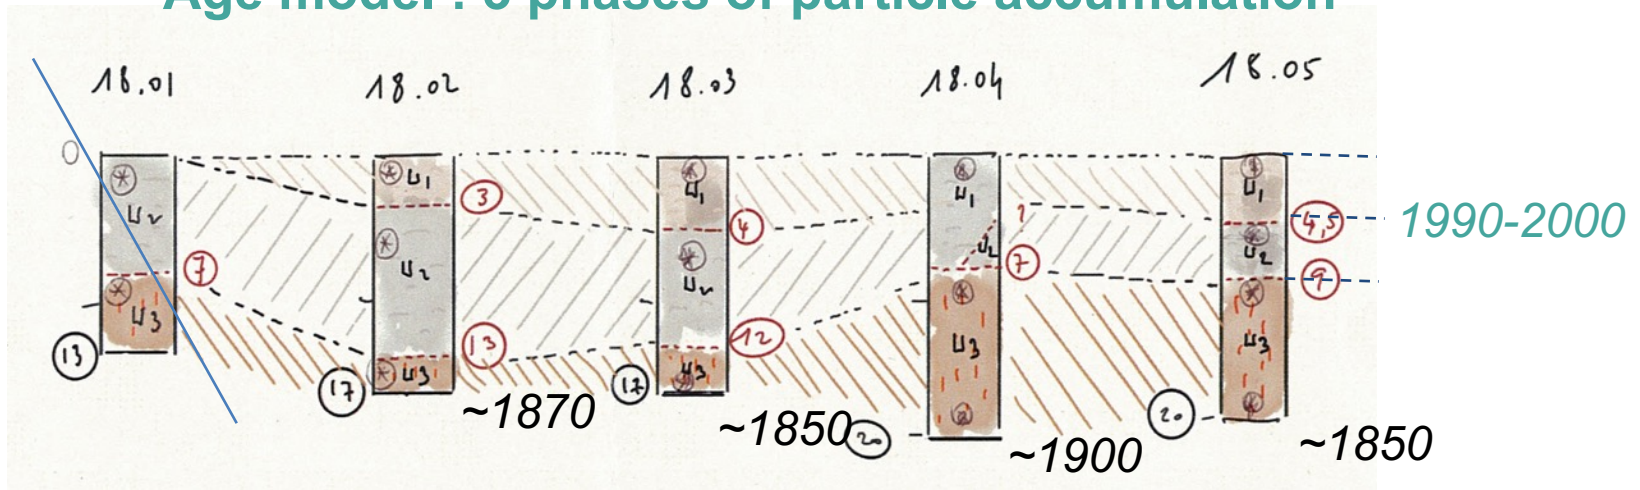 Age model : 3 phases of particle accumulation
18.01 18.02 18.03 18.04 18.05
0
U1 U1 U1 U1
3 4 4,5 1990-2000
U2 U2 U2 U2 U2
7 7 9
?
13 12
U3 U3 U3 U3 U3
13 17 17 20 20
~1870 ~1850 ~1900 ~1850